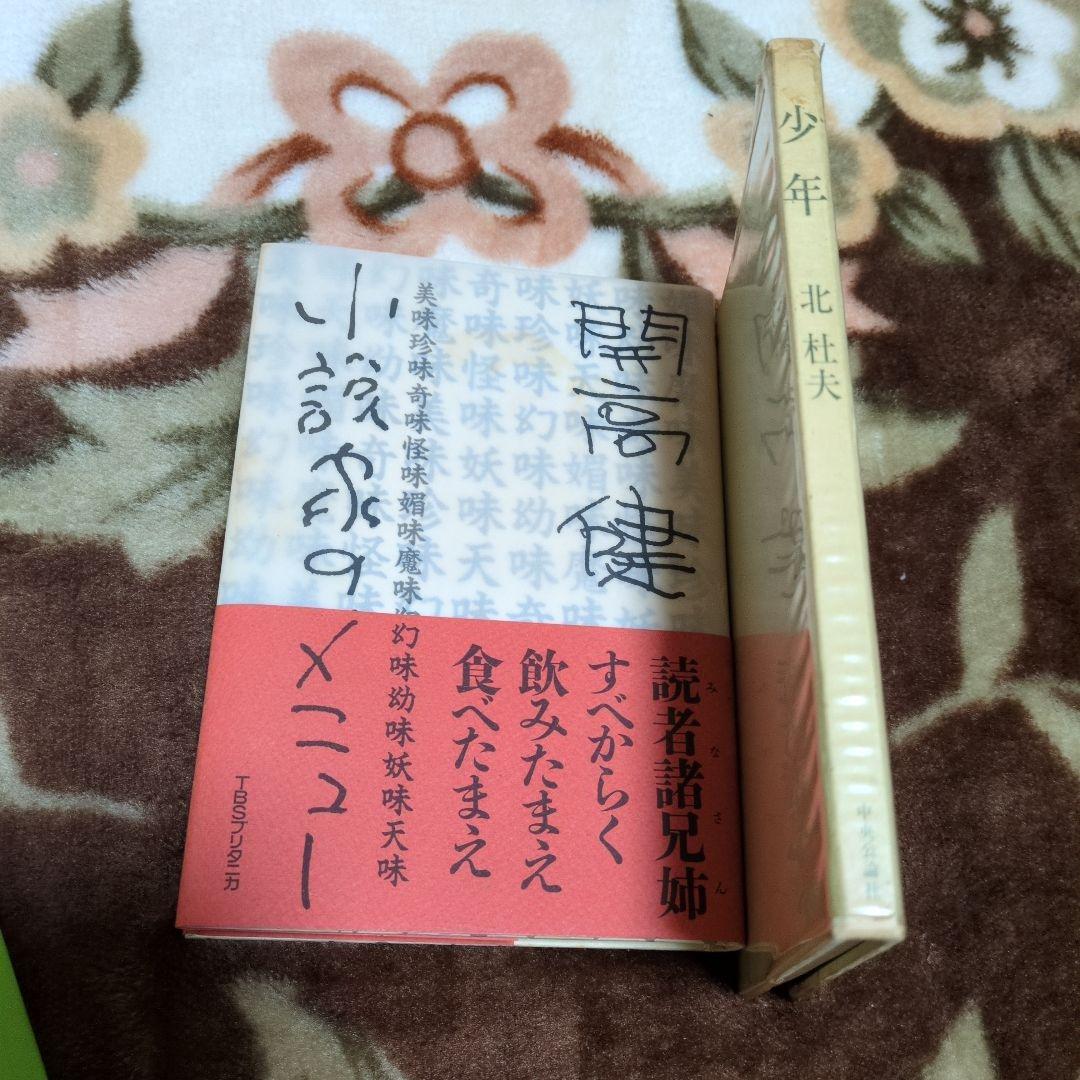 開高健
美味珍味奇味怪味媚味魔味幻味幼味妖味天味
小説家のメニュー
読者諸兄姉
みなさん
すべからく
飲みたまえ
食べたまえ
TBSブリタニカ
少年
北杜夫
中央公論社